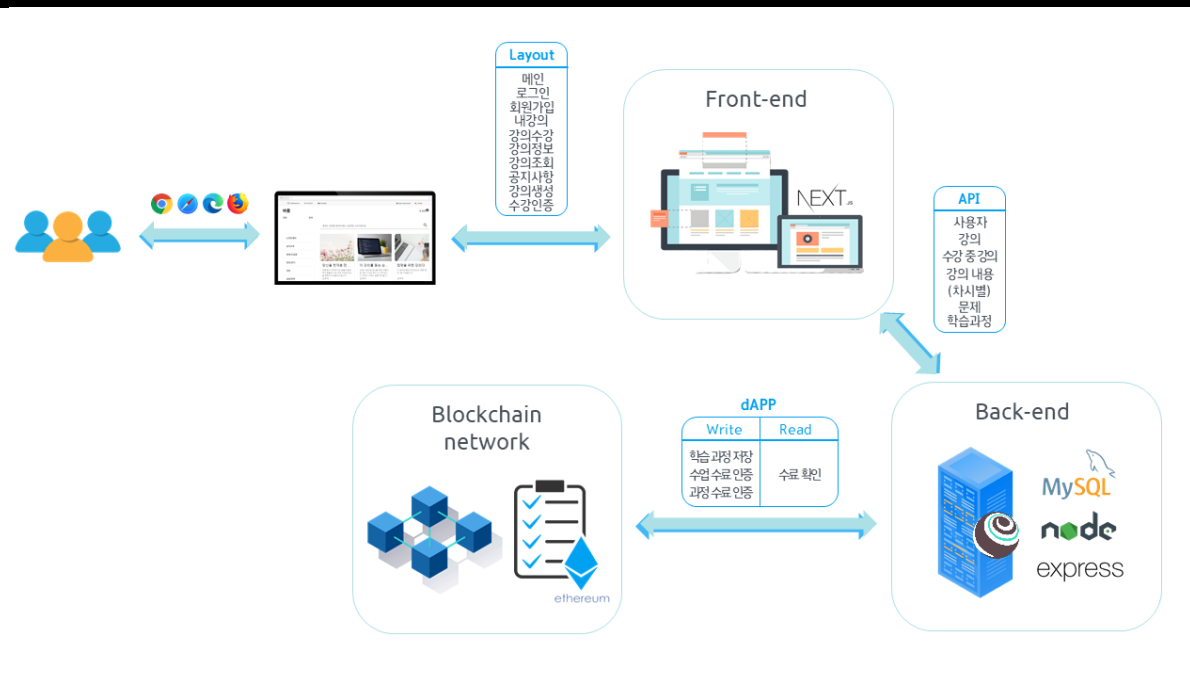 Layout
메인
로그인
회원가입
내강의
강의수강
강의정보
강의조회
공지사항
강의생성
수강인증
Front-end
NEXT.JS
API
사용자
강의
수강 중 강의
강의 내용
(차시별)
문제
학습과정
Blockchain
network
ethereum
dAPP
Write
Read
학습 과정 저장
수업 수료 인증
과정 수료 인증
수료 확인
Back-end
MySQL
node
express